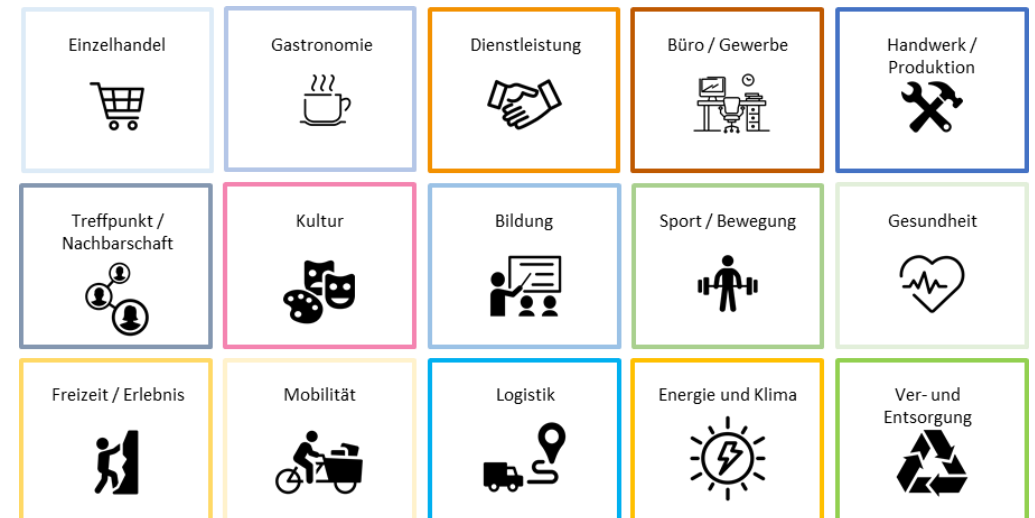 Einzelhandel
Gastronomie
Dienstleistung
Büro / Gewerbe
Handwerk /
Produktion
Treffpunkt /
Nachbarschaft
Kultur
Bildung
Sport / Bewegung
Gesundheit
Freizeit / Erlebnis
Mobilität
Logistik
Energie und Klima
Ver- und
Entsorgung